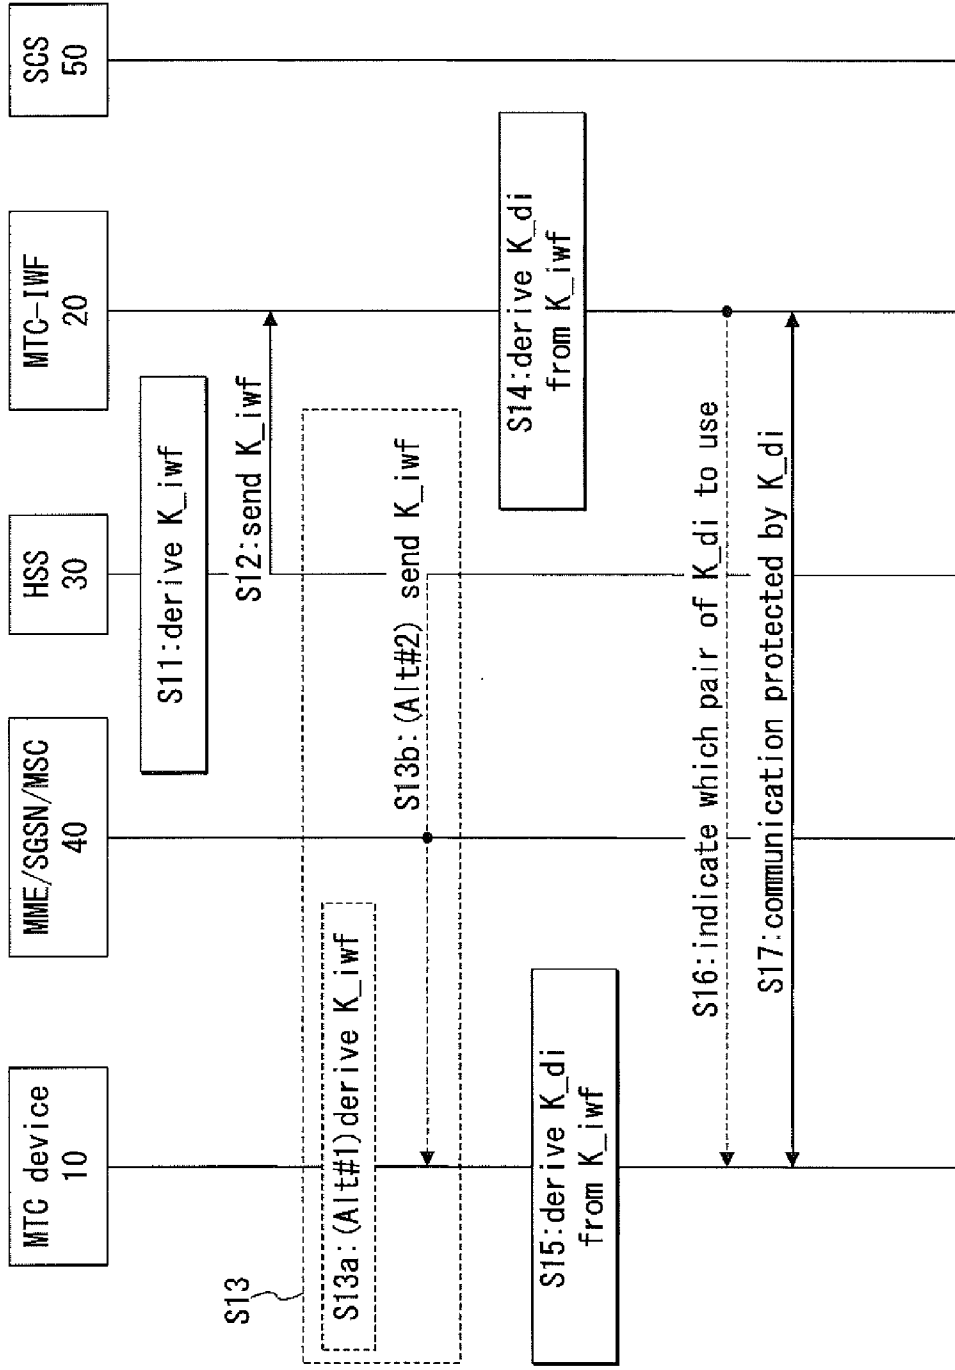 MTC device
10
MME/SGSN/MSC
40
HSS
30
MTC-IWF
20
SCS
50
S11:derive K_iwf
S12:send K_iwf
S13
S13a:(Alt#1)derive K_iwf
S13b:(Alt#2) send K_iwf
S14:derive K_di
from K_iwf
S15:derive K_di
from K_iwf
S16:indicate which pair of K_di to use
S17:communication protected by K_di